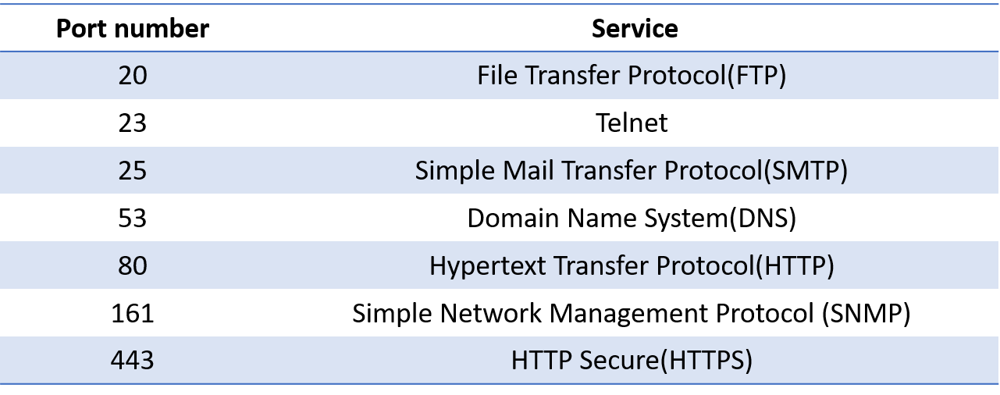 Port number Service
20 File Transfer Protocol(FTP)
23 Telnet
25 Simple Mail Transfer Protocol(SMTP)
53 Domain Name System(DNS)
80 Hypertext Transfer Protocol(HTTP)
161 Simple Network Management Protocol (SNMP)
443 HTTP Secure(HTTPS)